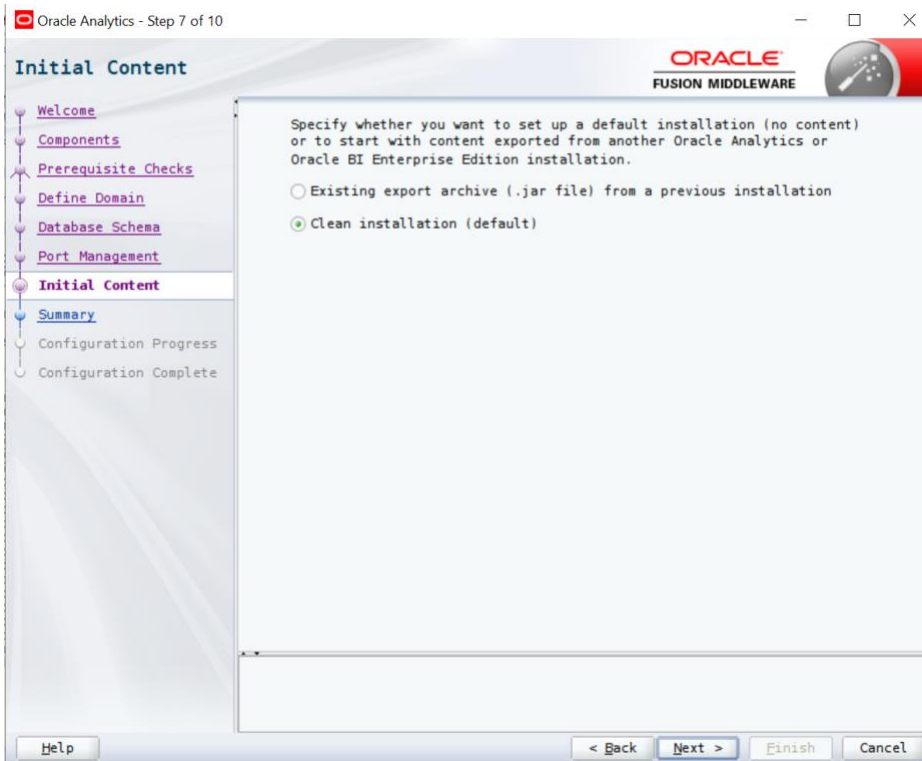 Oracle Analytics - Step 7 of 10
Initial Content
ORACLE
FUSION MIDDLEWARE
Welcome
Components
Prerequisite Checks
Define Domain
Database Schema
Port Management
Initial Content
Summary
Configuration Progress
Configuration Complete
Specify whether you want to set up a default installation (no content)
or to start with content exported from another Oracle Analytics or
Oracle BI Enterprise Edition installation.
Existing export archive (.jar file) from a previous installation
Clean installation (default)
Help
< Back
Next >
Finish
Cancel